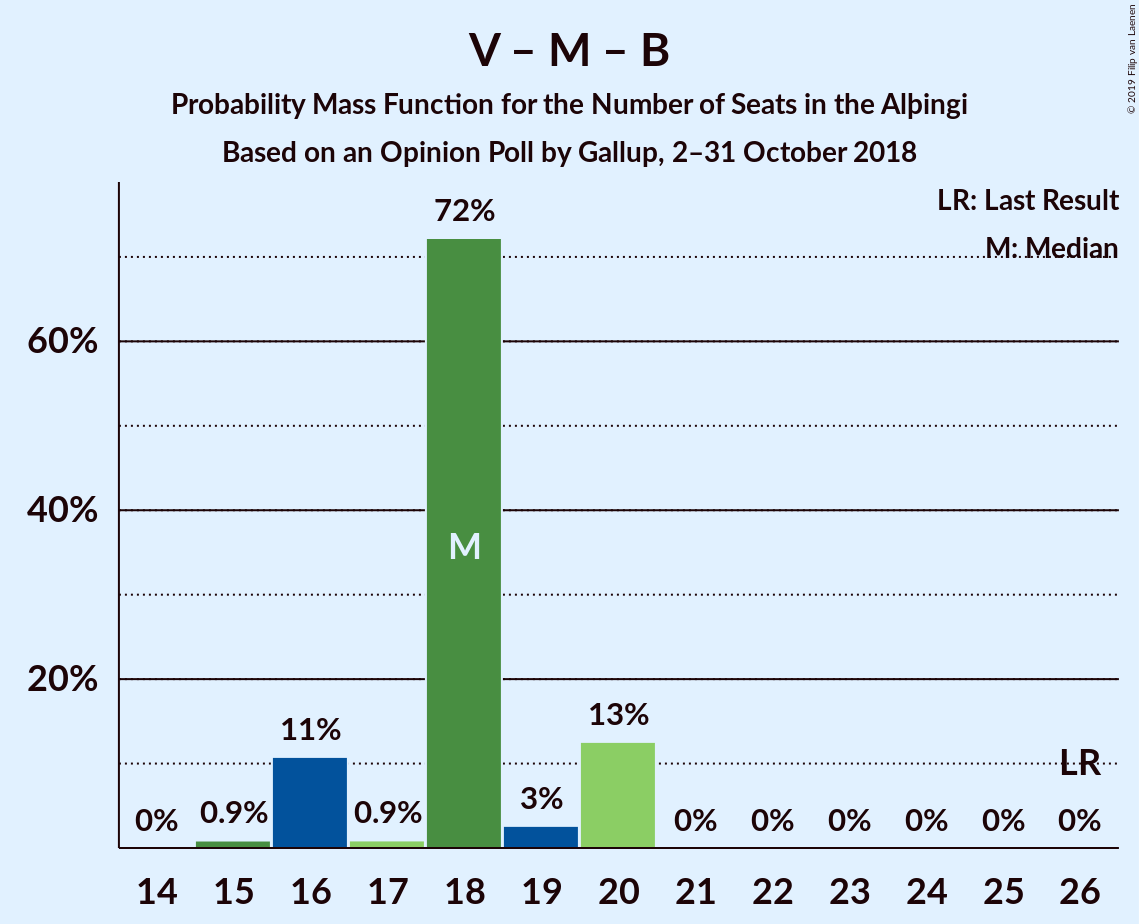 V – M – B
Probability Mass Function for the Number of Seats in the Alþingi
Based on an Opinion Poll by Gallup, 2–31 October 2018
© 2019 Filip van Laenen
LR: Last Result
M: Median
72%
60%
40%
M
20%
13%
11%
LR
3%
0% 0.9% 0.9% 0% 0% 0% 0% 0% 0%
14 15 16 17 18 19 20 21 22 23 24 25 26